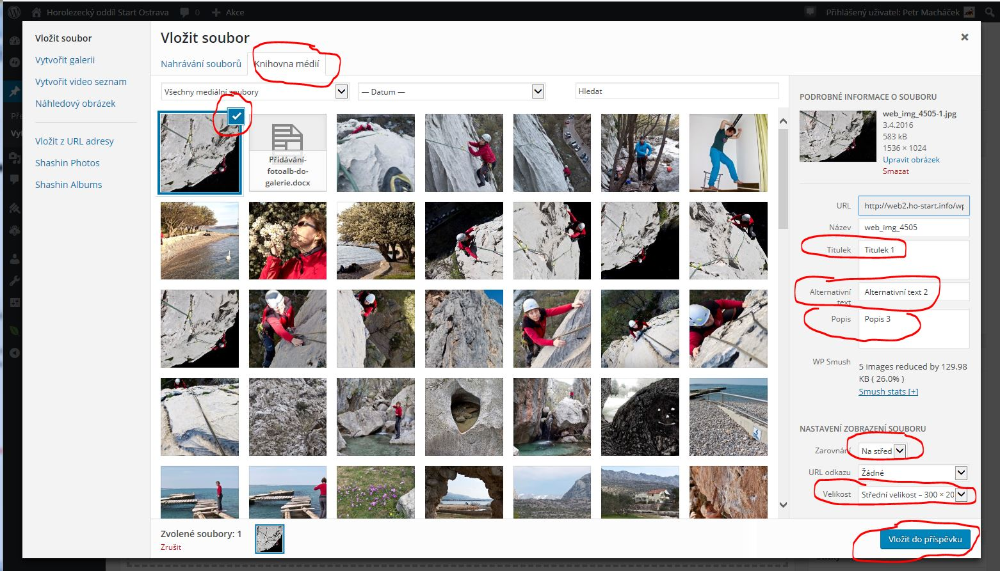 Horolezecký oddíl Start Ostrava
0
Akce
Přihlášený uživatel: Petr Macháček
Vložit soubor
Vytvořit galerii
Vytvořit video seznam
Náhledový obrázek
Vložit z URL adresy
Shashin Photos
Shashin Albums
Vložit soubor
Nahrávání souborů
Knihovna médií
Všechny mediální soubory
— Datum —
Hledat
Přidávání-
fotoalb-do-
galerie.docx
PODROBNÉ INFORMACE O SOUBORU
web_img_4505-1.jpg
3.4.2016
583 kB
1536 × 1024
Upravit obrázek
Smazat
URL http://web2.ho-start.info/wp
Název web_img_4505
Titulek Titulek 1
Alternativní text Alternativní text 2
Popis Popis 3
WP Smush 5 images reduced by 129.98
KB ( 26.0% )
Smush stats [+]
NASTAVENÍ ZOBRAZENÍ SOUBORU
Zarovnání Na střed
URL odkazu Žádné
Velikost Střední velikost – 300 × 20
Zvolené soubory: 1
Zrušit
Vložit do příspěvku